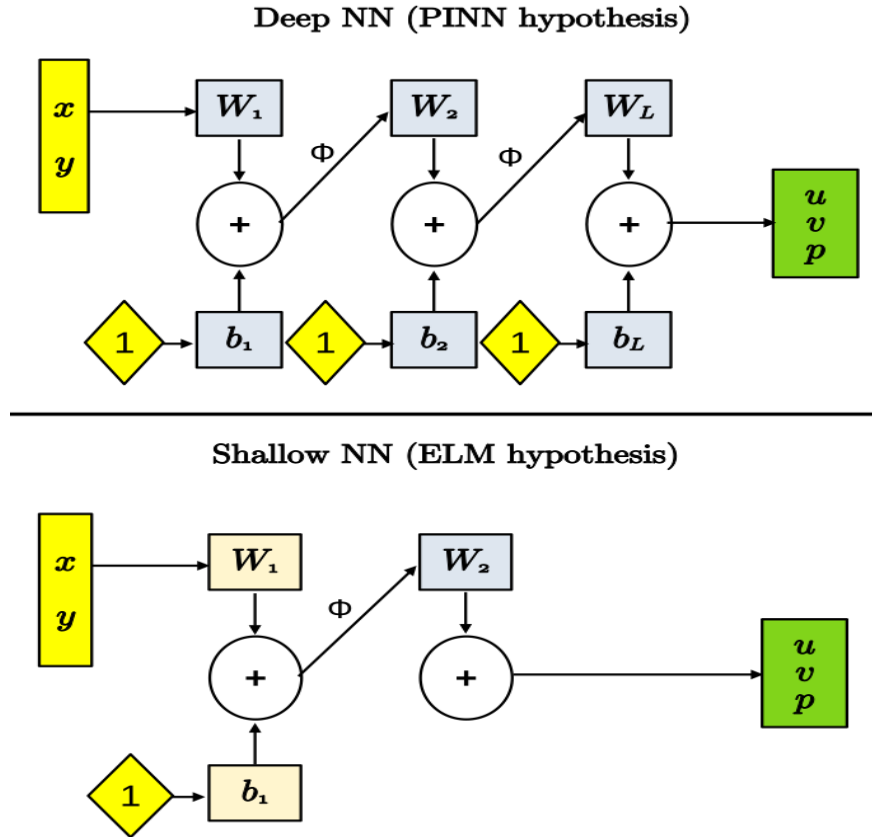 Deep NN (PINN hypothesis)
x
y
W₁
W₂
W_L
Φ
Φ
+
+
+
u
v
p
1
b₁
1
b₂
1
b_L
Shallow NN (ELM hypothesis)
x
y
W₁
W₂
Φ
+
+
u
v
p
1
b₁